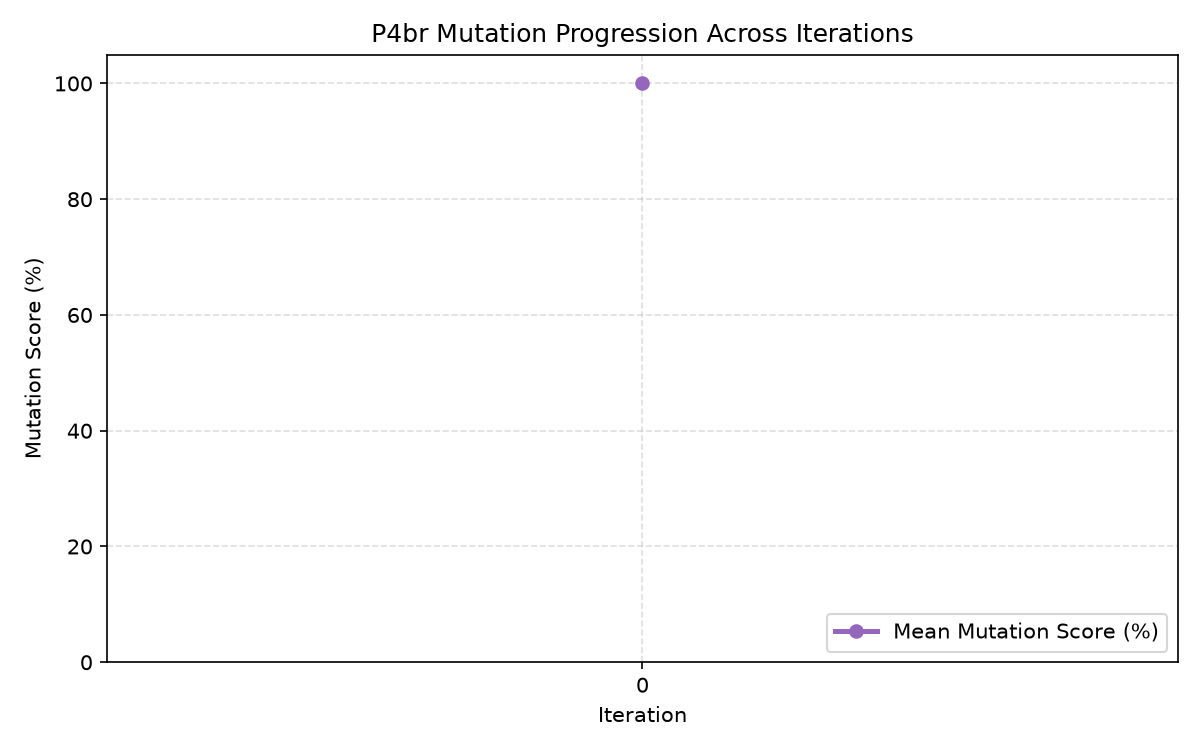 P4br Mutation Progression Across Iterations
100
80
60
40
20
0
Mutation Score (%)
Mean Mutation Score (%)
0
Iteration